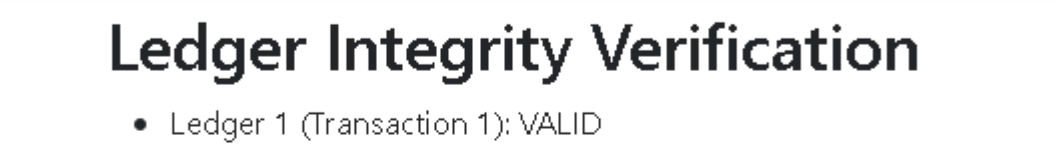 Ledger Integrity Verification
• Ledger 1 (Transaction 1): VALID